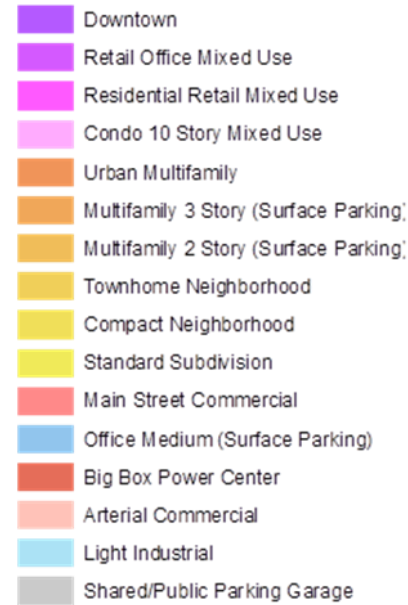 Downtown
Retail Office Mixed Use
Residential Retail Mixed Use
Condo 10 Story Mixed Use
Urban Multifamily
Multifamily 3 Story (Surface Parking)
Multifamily 2 Story (Surface Parking)
Townhome Neighborhood
Compact Neighborhood
Standard Subdivision
Main Street Commercial
Office Medium (Surface Parking)
Big Box Power Center
Arterial Commercial
Light Industrial
Shared/Public Parking Garage